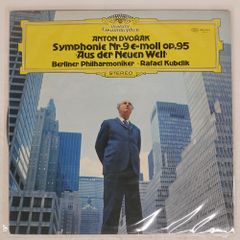 Deutsche
Grammophon
ANTON DVOŘÁK
Symphonie Nr.9 e-moll op.95
"Aus der Neuen Welt"
Berliner Philharmoniker · Rafael Kubelik
STEREO